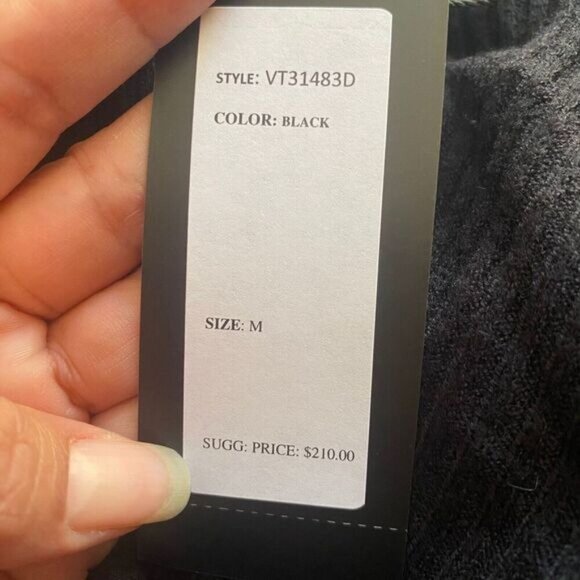 STYLE: VT31483D
COLOR: BLACK
SIZE: M
SUGG: PRICE: $210.00